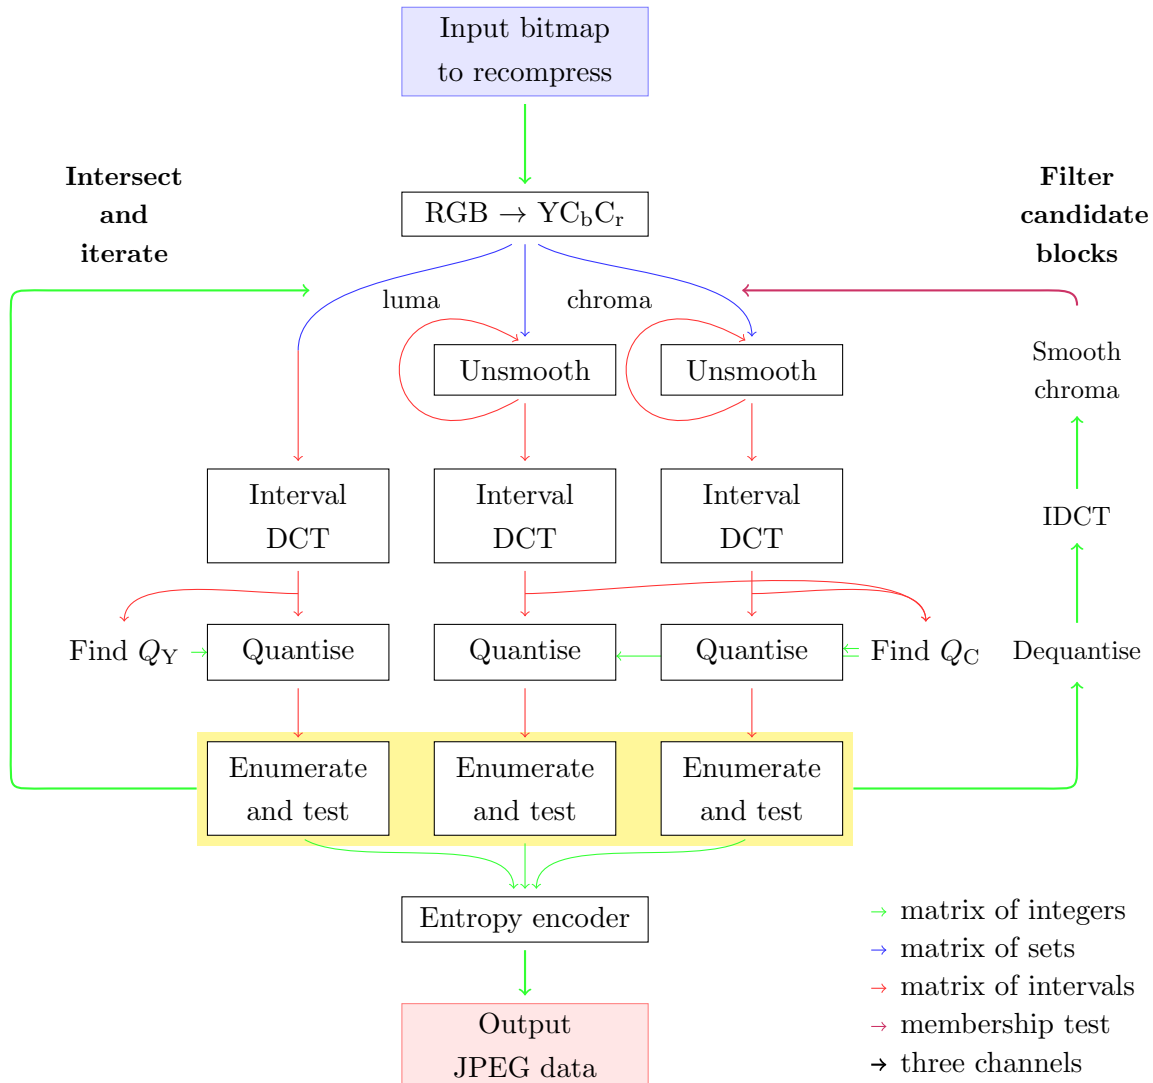 Input bitmap
to recompress
Intersect
and
iterate
Filter
candidate
blocks
RGB → YC_bC_r
luma
chroma
Unsmooth
Unsmooth
Smooth
chroma
Interval
DCT
Interval
DCT
Interval
DCT
IDCT
Find Q_Y
Quantise
Quantise
Quantise
Find Q_C
Dequantise
Enumerate
and test
Enumerate
and test
Enumerate
and test
Entropy encoder
Output
JPEG data
→ matrix of integers
→ matrix of sets
→ matrix of intervals
→ membership test
→ three channels